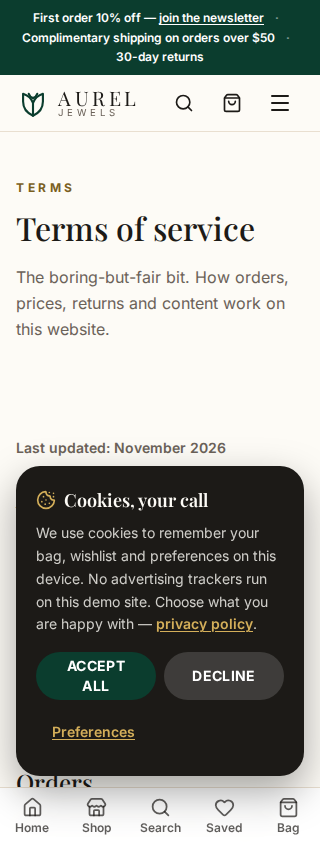 First order 10% off — join the newsletter ·
Complimentary shipping on orders over $50 ·
30-day returns
AUREL
JEWELS
TERMS
Terms of service
The boring-but-fair bit. How orders,
prices, returns and content work on
this website.
Last updated: November 2026
Cookies, your call
We use cookies to remember your
bag, wishlist and preferences on this
device. No advertising trackers run
on this demo site. Choose what you
are happy with — privacy policy.
ACCEPT
ALL
DECLINE
Preferences
Orders
Home
Shop
Search
Saved
Bag